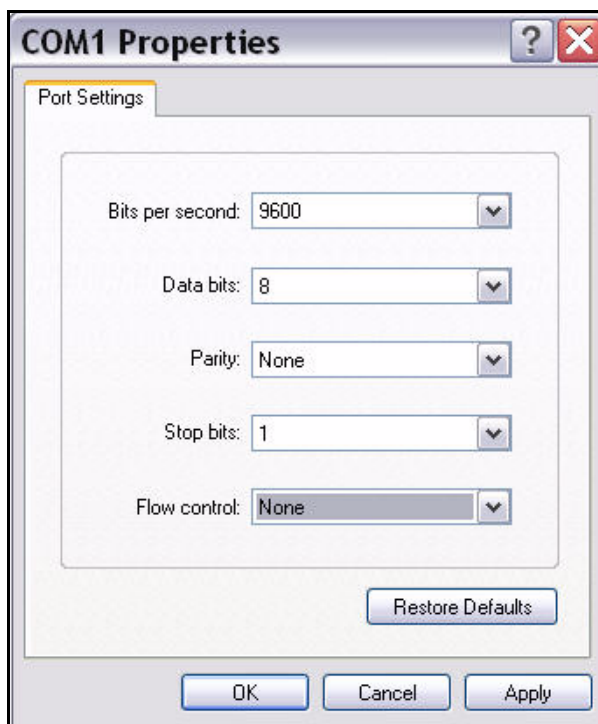 COM1 Properties
Port Settings
Bits per second: 9600
Data bits: 8
Parity: None
Stop bits: 1
Flow control: None
Restore Defaults
OK Cancel Apply